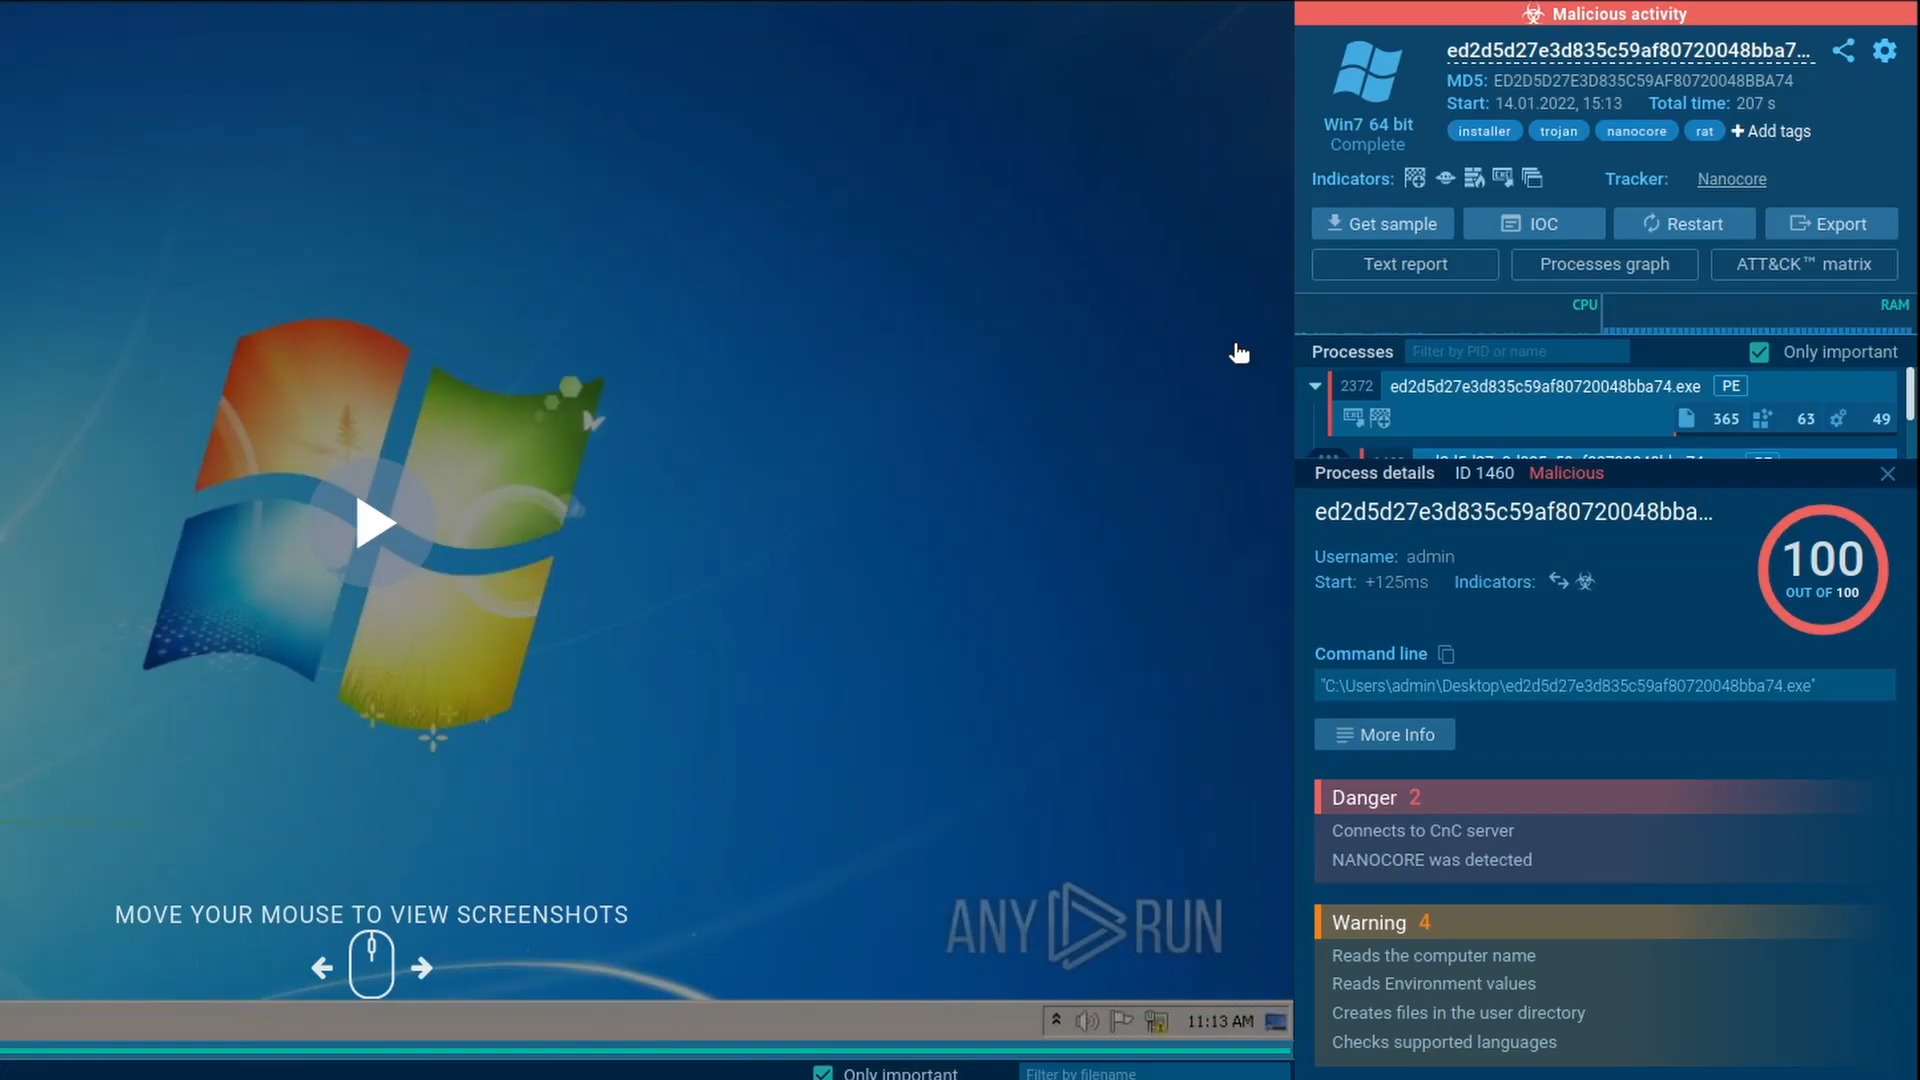 Malicious activity
ed2d5d27e3d835c59af80720048bba7...
MD5: ED2D5D27E3D835C59AF80720048BBA74
Start: 14.01.2022, 15:13 Total time: 207 s
Win7 64 bit
Complete
installer trojan nanocore rat + Add tags
Indicators: Tracker: Nanocore
Get sample IOC Restart Export
Text report Processes graph ATT&CK™ matrix
CPU RAM
Processes Filter by PID or name Only important
2372 ed2d5d27e3d835c59af80720048bba74.exe PE
365 63 49
Process details ID 1460 Malicious
ed2d5d27e3d835c59af80720048bba...
Username: admin
Start: +125ms Indicators:
100
OUT OF 100
Command line
"C:\Users\admin\Desktop\ed2d5d27e3d835c59af80720048bba74.exe"
More Info
Danger 2
Connects to CnC server
NANOCORE was detected
Warning 4
Reads the computer name
Reads Environment values
Creates files in the user directory
Checks supported languages
MOVE YOUR MOUSE TO VIEW SCREENSHOTS
ANY RUN
11:13 AM
Only important Filter by filename